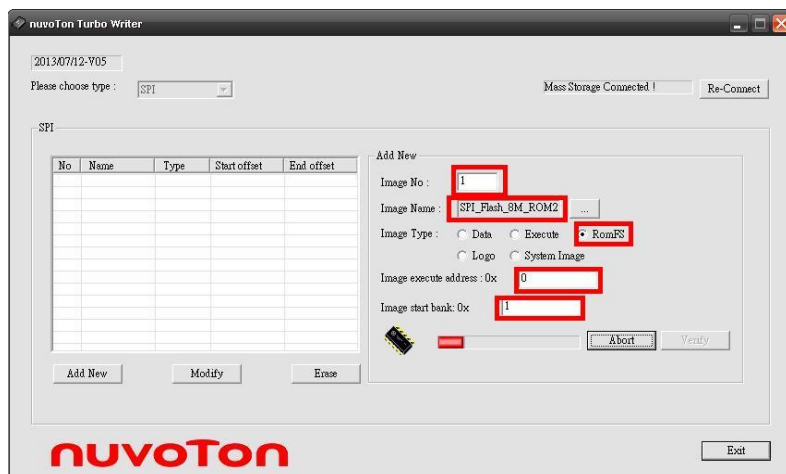 nuvoTon Turbo Writer
2013/07/12-V05
Please choose type : SPI
Mass Storage Connected ! Re-Connect
SPI
No Name Type Start offset End offset
Add New
Image No : 1
Image Name : SPI_Flash_8M_ROM2 ...
Image Type : Data Execute RomFS
Logo System Image
Image execute address : 0x 0
Image start bank: 0x 1
Abort Verify
Add New Modify Erase
nuvoTon
Exit